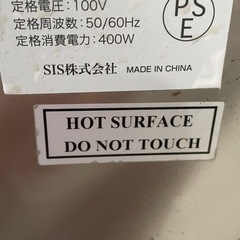 定格電圧：100V
定格周波数：50/60Hz
定格消費電力：400W
PS
E
SIS株式会社 MADE IN CHINA
HOT SURFACE
DO NOT TOUCH